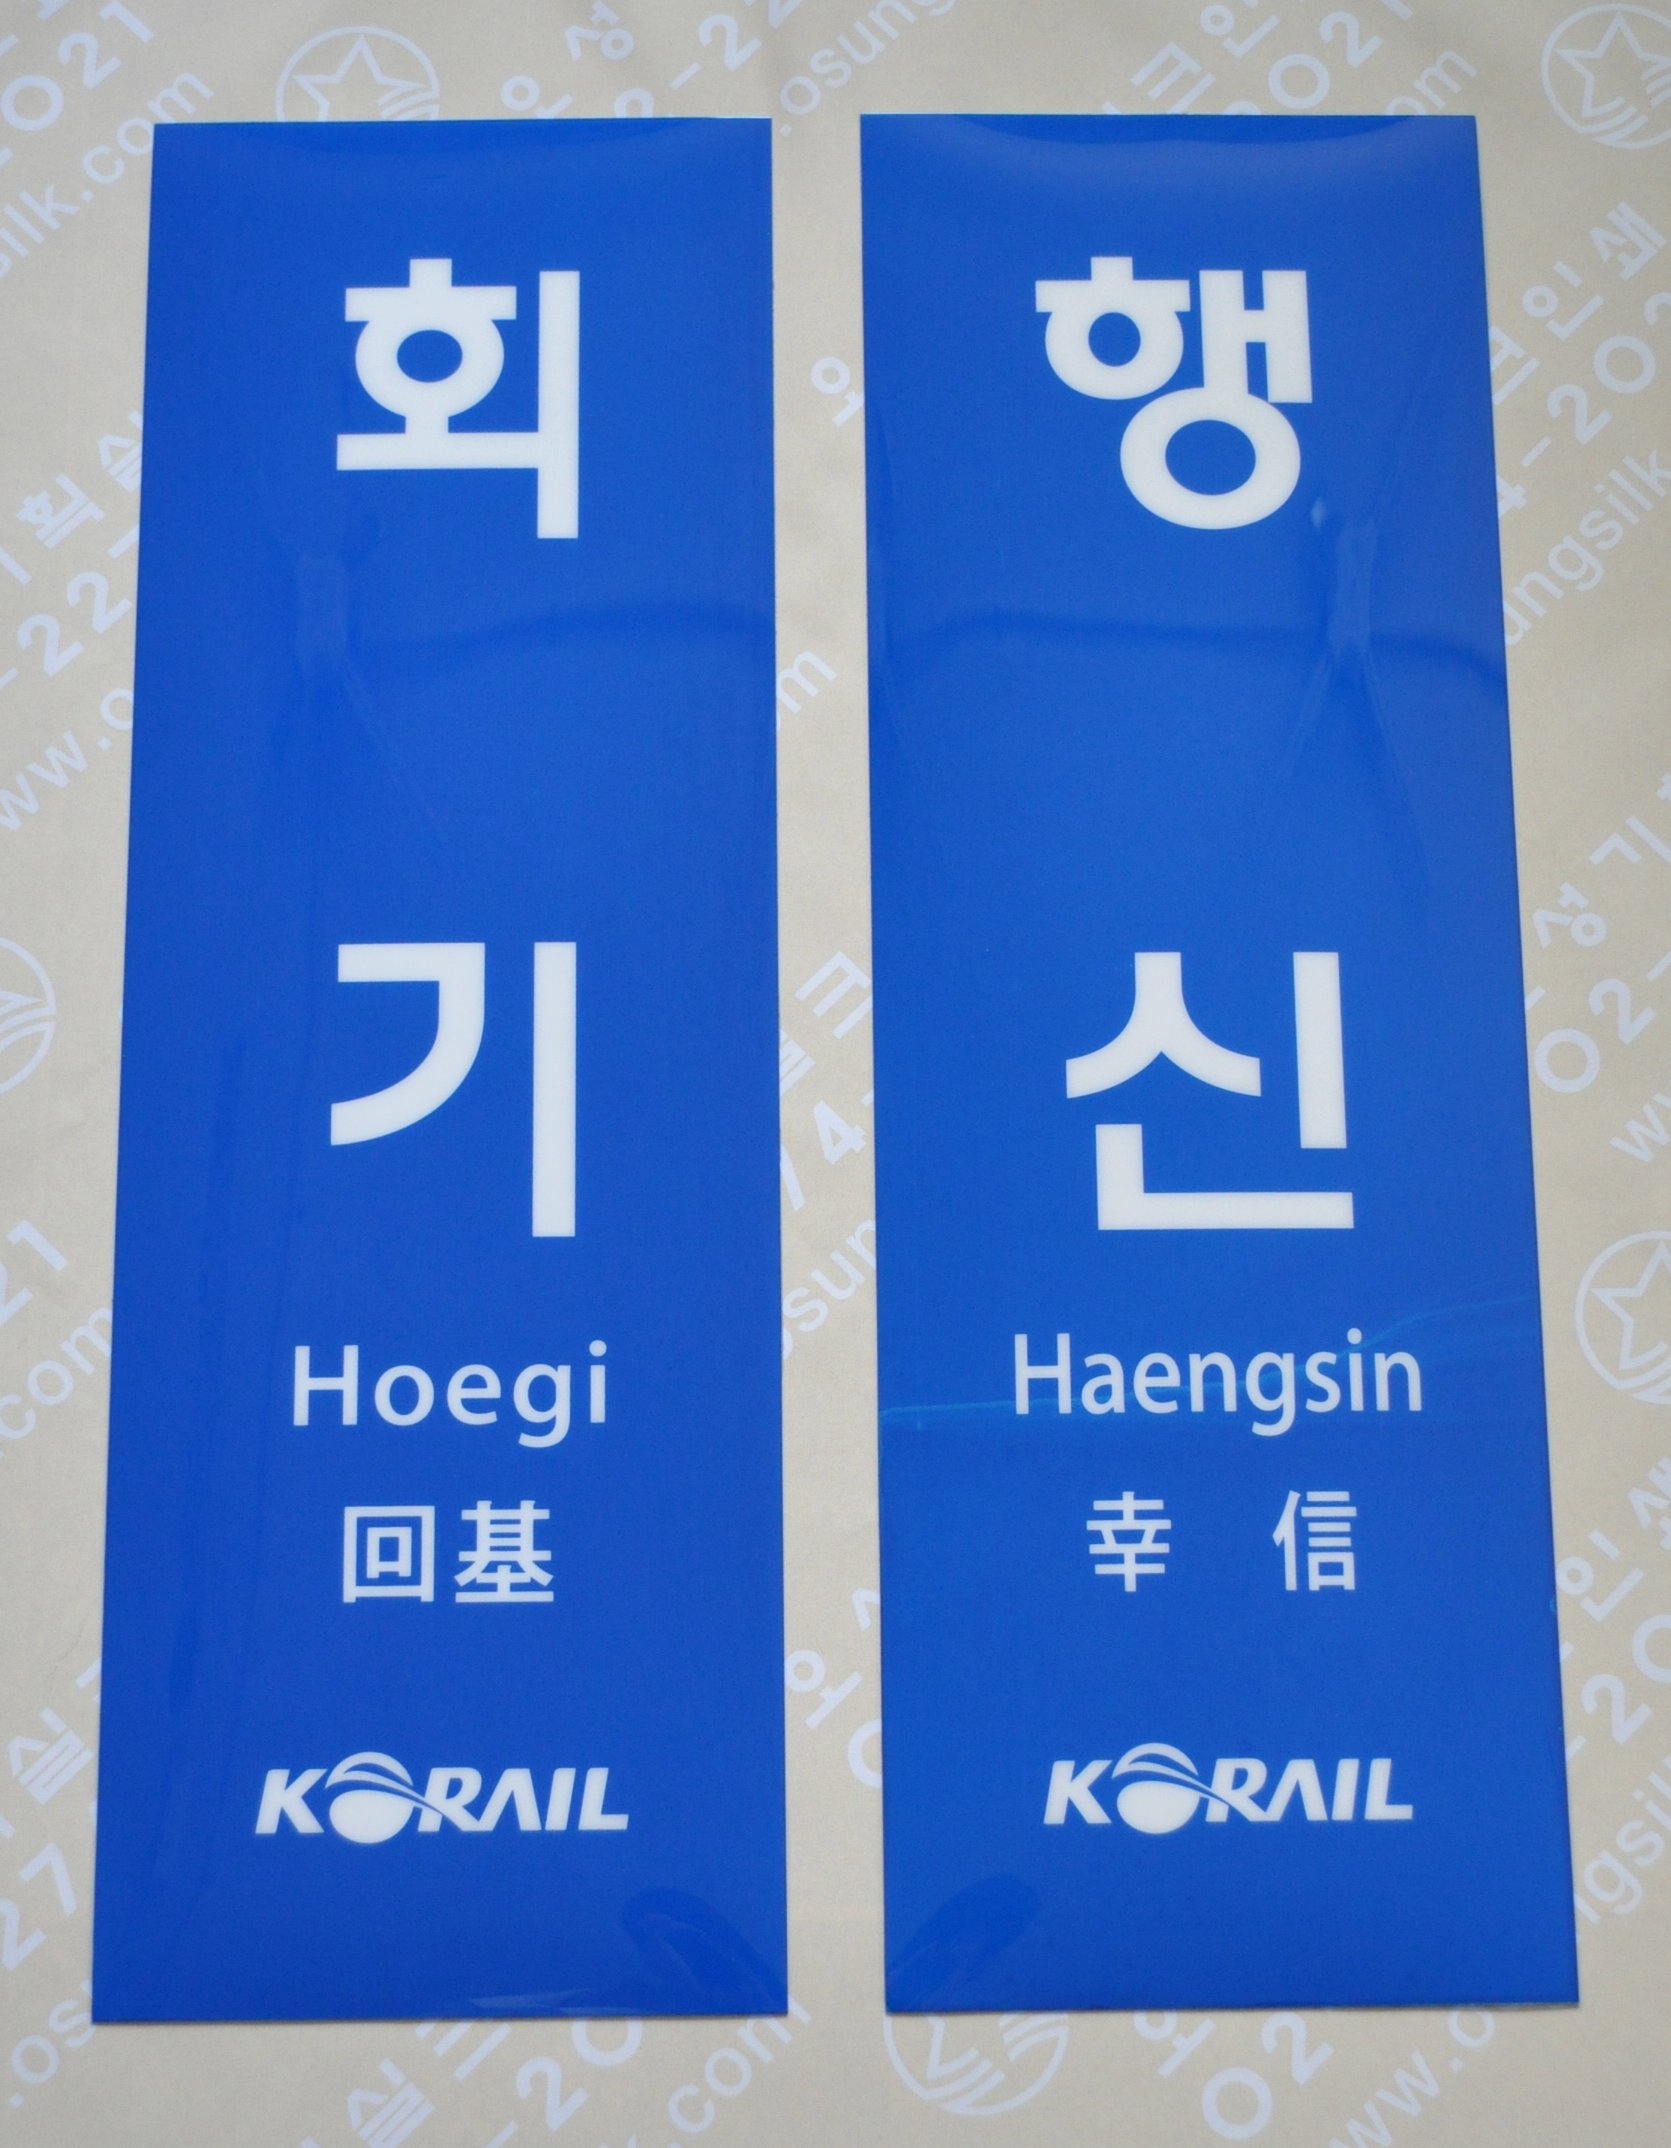 회
기
Hoegi
回基
KORAIL
행
신
Haengsin
幸 信
KORAIL